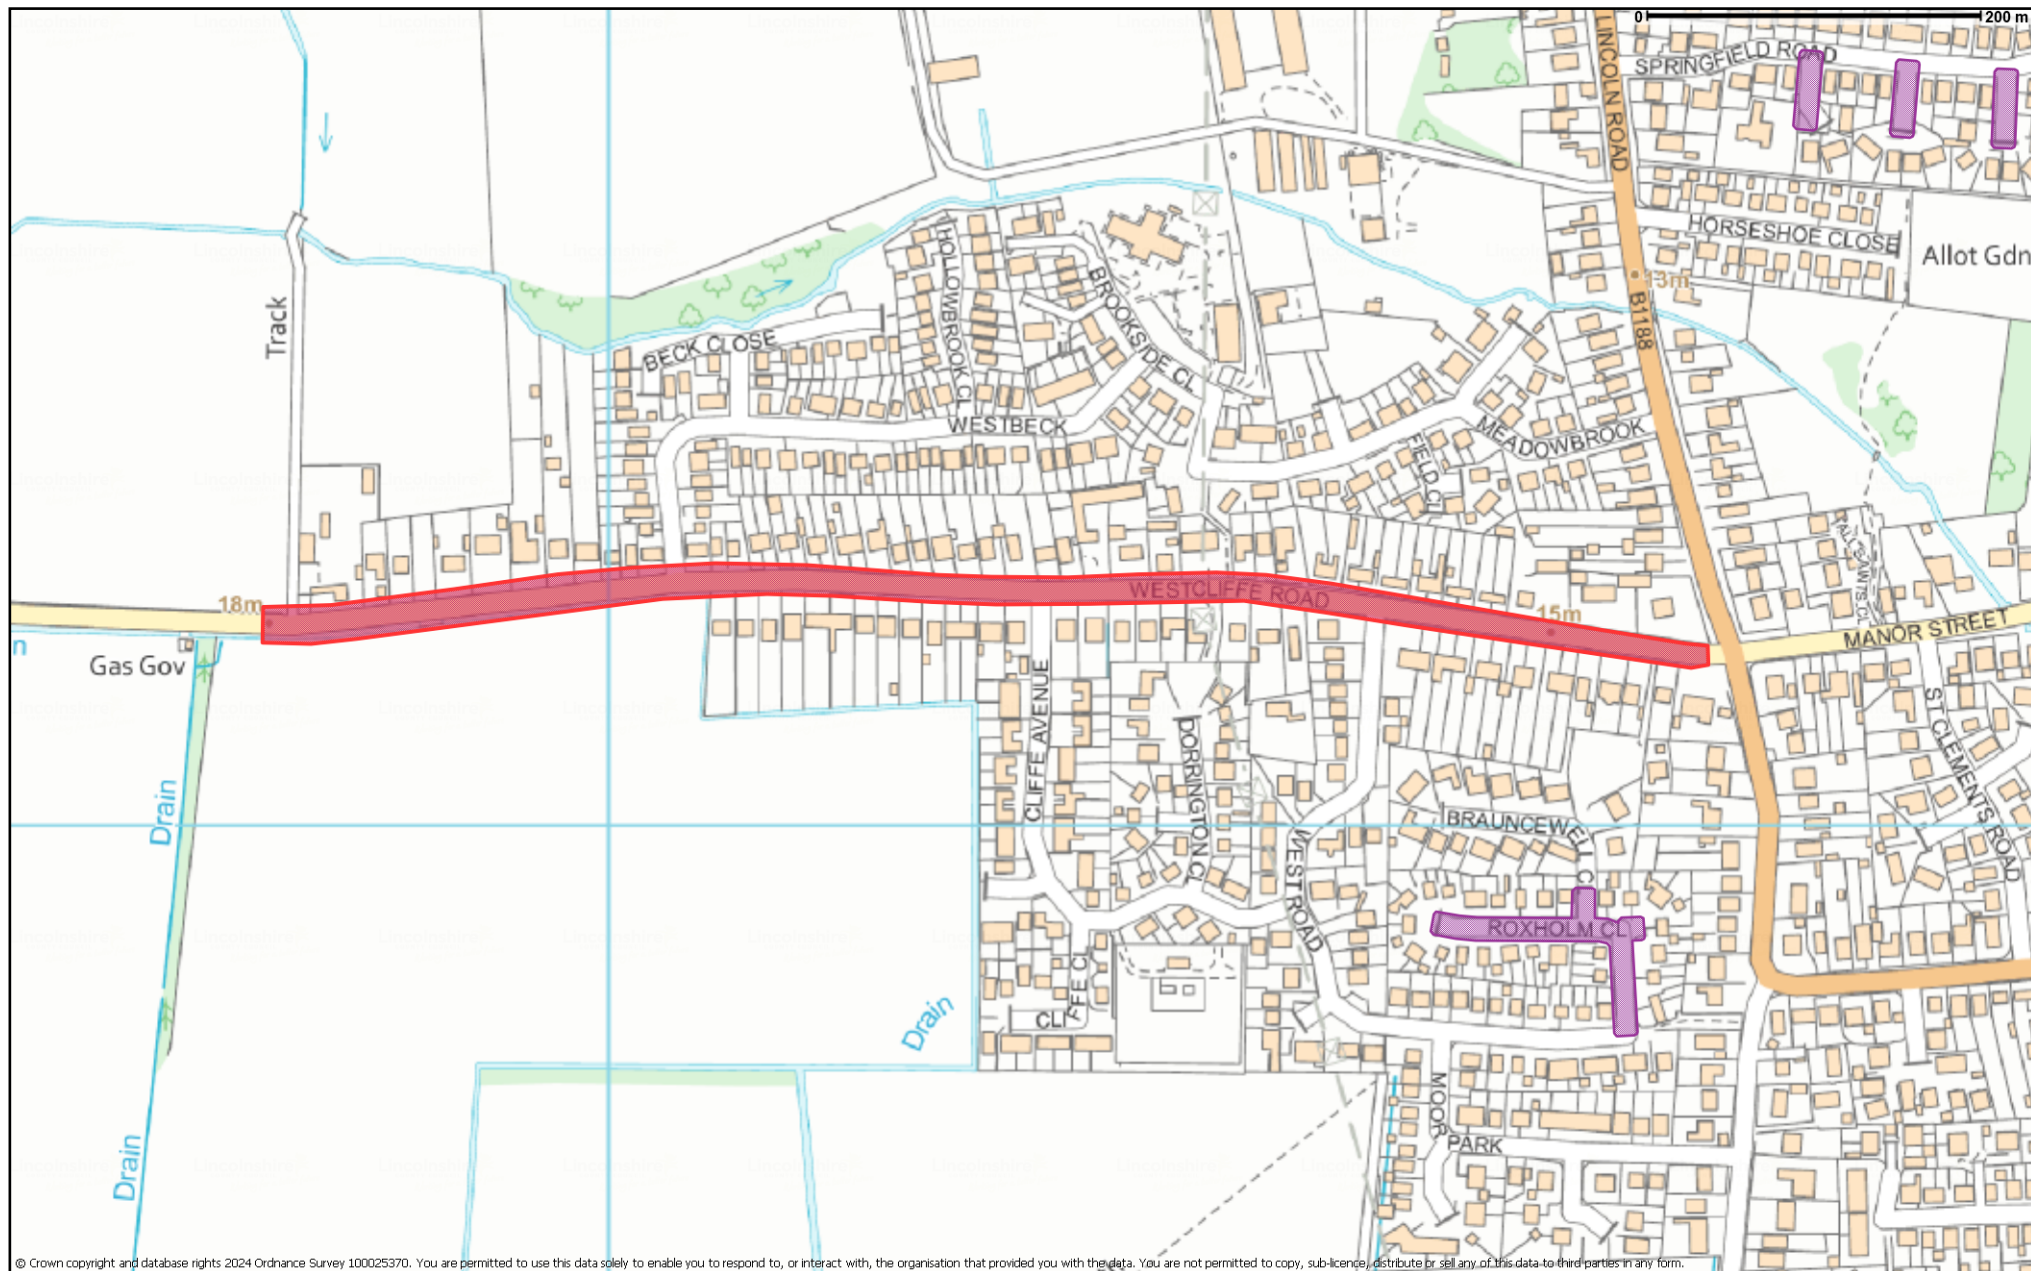 0 200 m
LINCOLN ROAD
SPRINGFIELD ROAD
HORSESHOE CLOSE
Allot Gdn
13m
B1188
HOLLOWBROOK CL
BROOKSIDE CL
Track
BECK CLOSE
WESTBECK
MEADOWBROOK
FIELD CL
ALL SAINTS CL
18m
WESTCLIFFE ROAD
15m
MANOR STREET
n
Gas Gov
CLIFFE AVENUE
DORRINGTON CL
ST CLEMENTS ROAD
Drain
BRAUNCEWELL C
WEST ROAD
ROXHOLM CL
Drain
CLI
FFE CL
MOOR
PARK
Drain
© Crown copyright and database rights 2024 Ordnance Survey 100025370. You are permitted to use this data solely to enable you to respond to, or interact with, the organisation that provided you with the data. You are not permitted to copy, sub-licence, distribute or sell any of this data to third parties in any form.